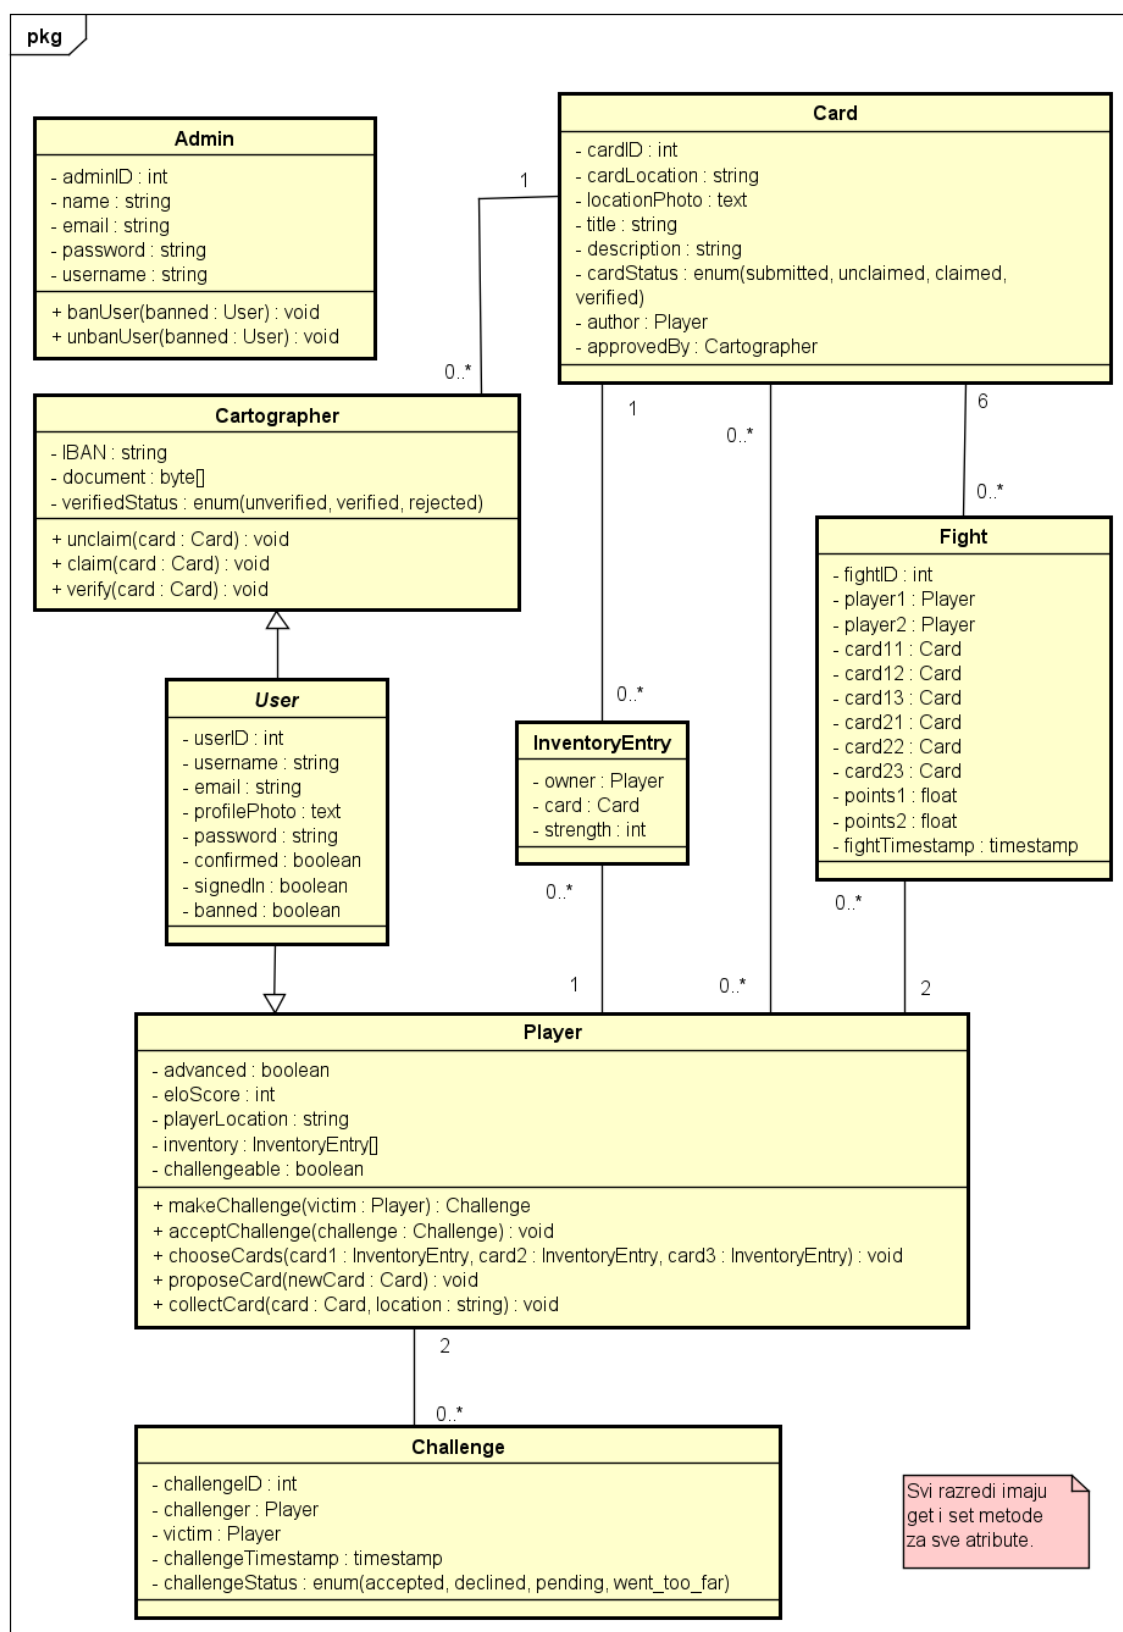 pkg
Admin
- adminID : int
- name : string
- email : string
- password : string
- username : string
+ banUser(banned : User) : void
+ unbanUser(banned : User) : void
Card
- cardID : int
- cardLocation : string
- locationPhoto : text
- title : string
- description : string
- cardStatus : enum(submitted, unclaimed, claimed,
verified)
- author : Player
- approvedBy : Cartographer
1
0..*
Cartographer
- IBAN : string
- document : byte[]
- verifiedStatus : enum(unverified, verified, rejected)
+ unclaim(card : Card) : void
+ claim(card : Card) : void
+ verify(card : Card) : void
1
0..*
6
0..*
Fight
- fightID : int
- player1 : Player
- player2 : Player
- card11 : Card
- card12 : Card
- card13 : Card
- card21 : Card
- card22 : Card
- card23 : Card
- points1 : float
- points2 : float
- fightTimestamp : timestamp
User
- userID : int
- username : string
- email : string
- profilePhoto : text
- password : string
- confirmed : boolean
- signedIn : boolean
- banned : boolean
0..*
InventoryEntry
- owner : Player
- card : Card
- strength : int
0..*
0..*
1
0..*
2
Player
- advanced : boolean
- eloScore : int
- playerLocation : string
- inventory : InventoryEntry[]
- challengeable : boolean
+ makeChallenge(victim : Player) : Challenge
+ acceptChallenge(challenge : Challenge) : void
+ chooseCards(card1 : InventoryEntry, card2 : InventoryEntry, card3 : InventoryEntry) : void
+ proposeCard(newCard : Card) : void
+ collectCard(card : Card, location : string) : void
2
0..*
Challenge
- challengeID : int
- challenger : Player
- victim : Player
- challengeTimestamp : timestamp
- challengeStatus : enum(accepted, declined, pending, went_too_far)
Svi razredi imaju
get i set metode
za sve atribute.